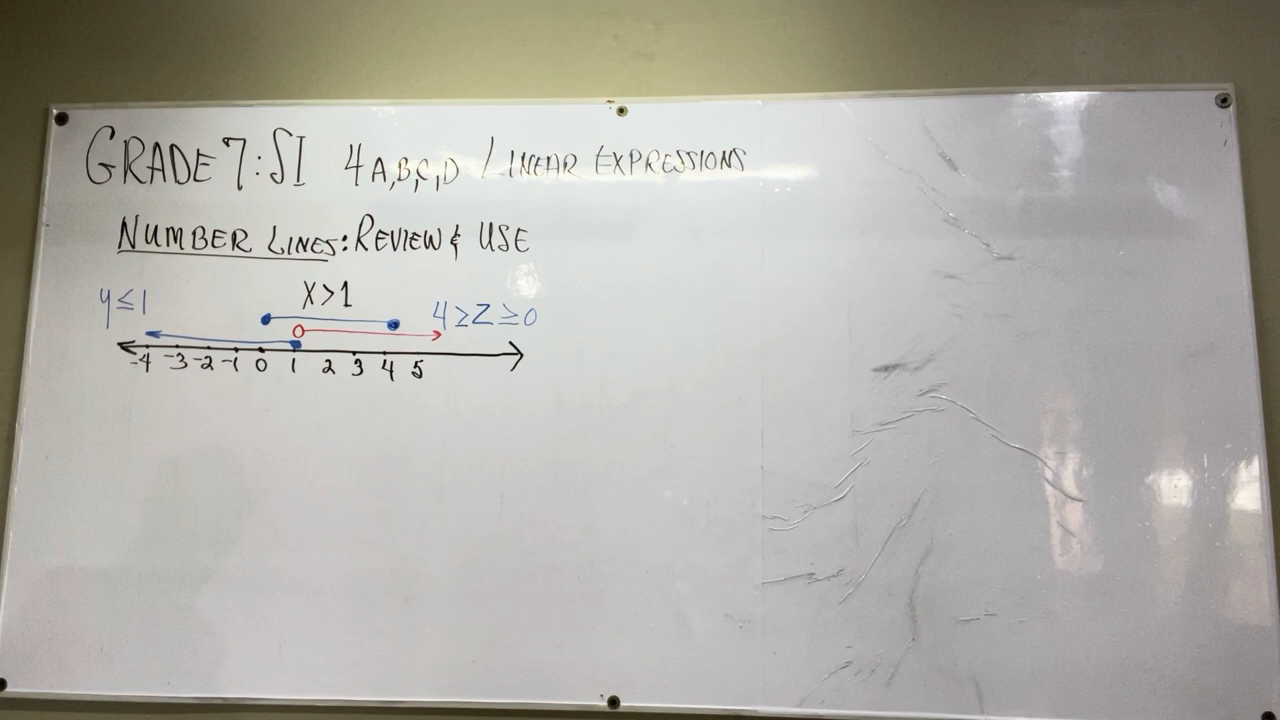 GRADE 7: SI 4A,B,C,D LINEAR EXPRESSIONS
NUMBER LINES: REVIEW & USE
y ≤ 1 X > 1 4 ≥ Z ≥ 0
-4 -3 -2 -1 0 1 2 3 4 5